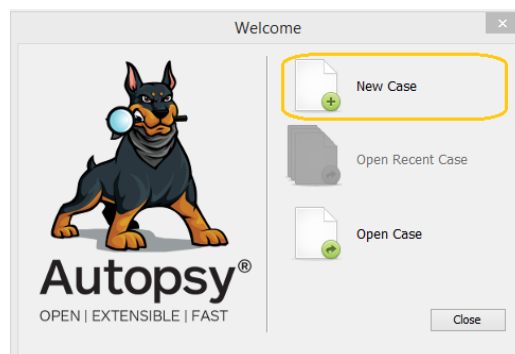 Welcome
New Case
Open Recent Case
Open Case
Autopsy®
OPEN | EXTENSIBLE | FAST
Close